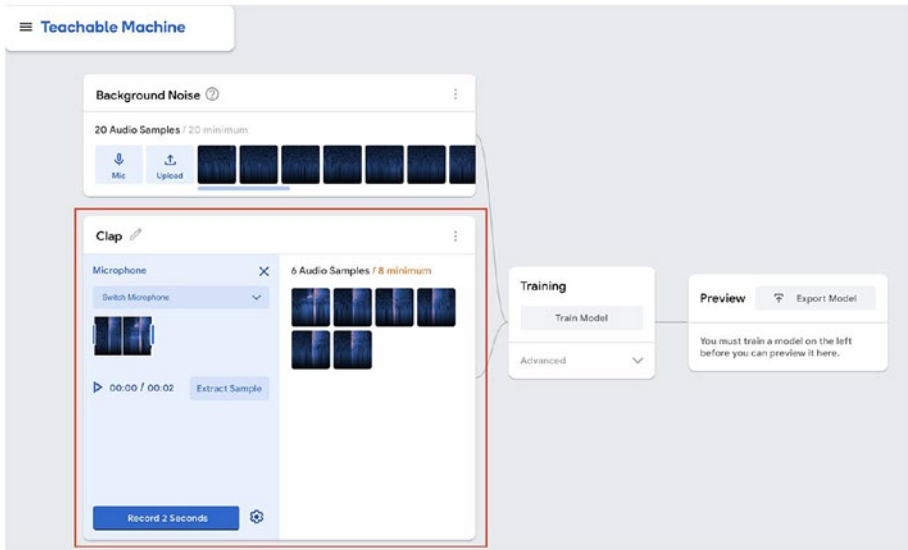 Teachable Machine
Background Noise
20 Audio Samples / 20 minimum
Mic
Upload
Clap
Microphone
Switch Microphone
00:00 / 00:02
Extract Sample
Record 2 Seconds
6 Audio Samples / 8 minimum
Training
Train Model
Advanced
Preview
Export Model
You must train a model on the left
before you can preview it here.